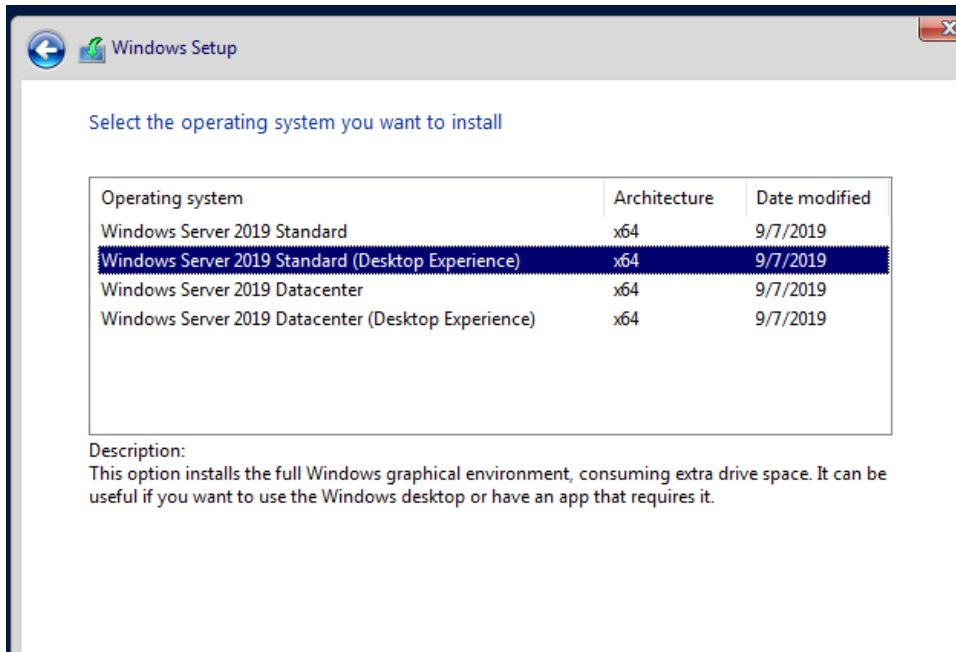 Windows Setup
Select the operating system you want to install
Operating system Architecture Date modified
Windows Server 2019 Standard x64 9/7/2019
Windows Server 2019 Standard (Desktop Experience) x64 9/7/2019
Windows Server 2019 Datacenter x64 9/7/2019
Windows Server 2019 Datacenter (Desktop Experience) x64 9/7/2019
Description:
This option installs the full Windows graphical environment, consuming extra drive space. It can be
useful if you want to use the Windows desktop or have an app that requires it.